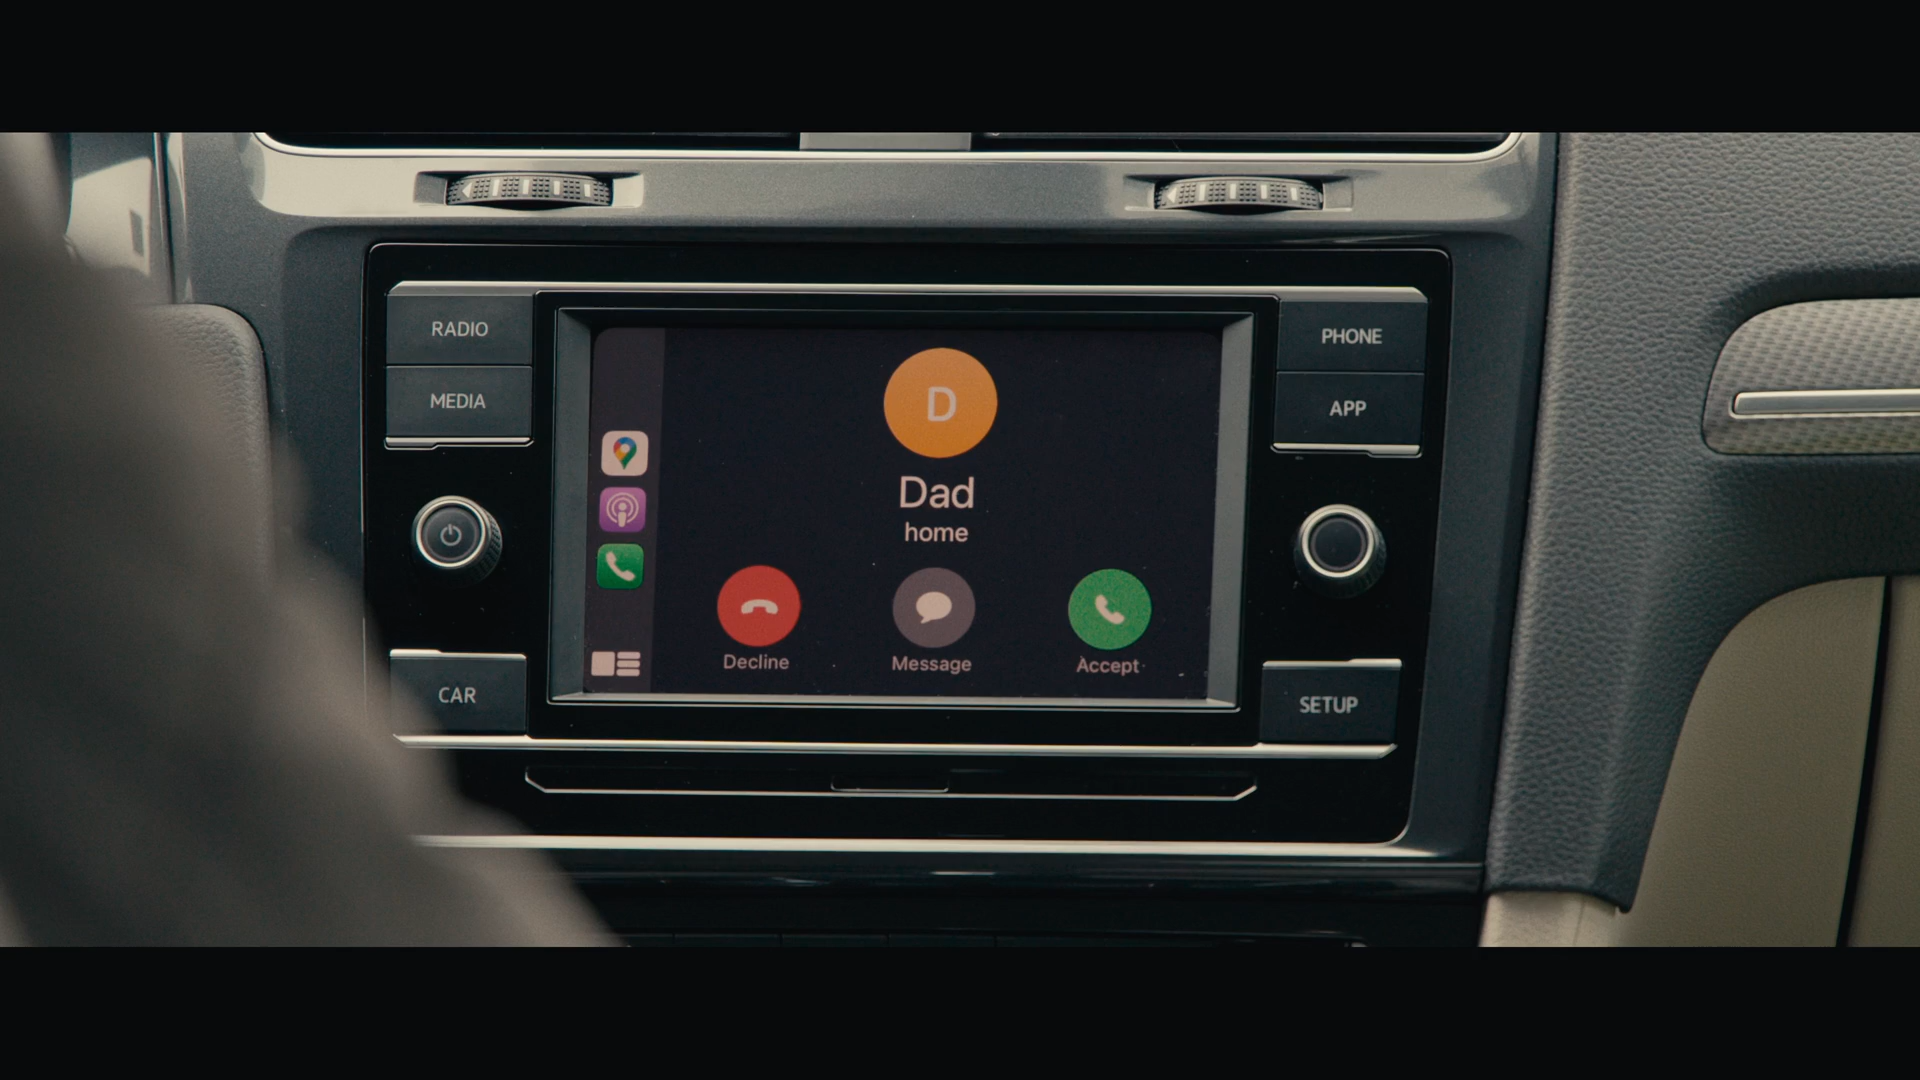 RADIO
MEDIA
CAR
D
Dad
home
Decline
Message
Accept
PHONE
APP
SETUP